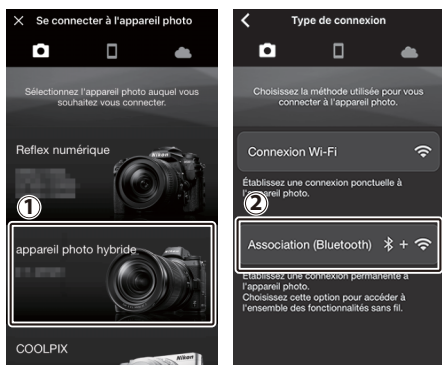 Se connecter à l'appareil photo
Sélectionnez l'appareil photo auquel vous
souhaitez vous connecter.
Reflex numérique
Nikon
①
appareil photo hybride
Nikon
COOLPIX
Nikon
Type de connexion
Choisissez la méthode utilisée pour vous
connecter à l'appareil photo.
Connexion Wi-Fi
Établissez une connexion ponctuelle à
l'appareil photo.
②
Association (Bluetooth) +
Établissez une connexion permanente à
l'appareil photo.
Choisissez cette option pour accéder à
l'ensemble des fonctionnalités sans fil.